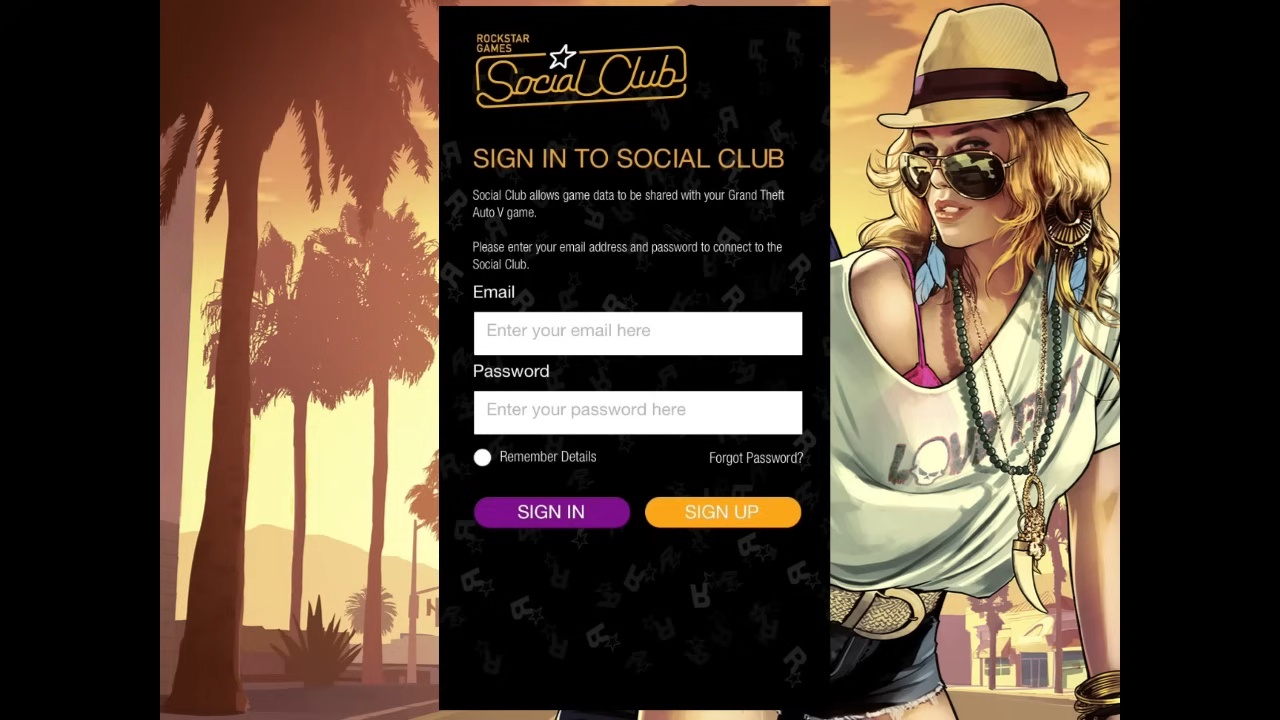 ROCKSTAR
GAMES
Social Club
SIGN IN TO SOCIAL CLUB
Social Club allows game data to be shared with your Grand Theft
Auto V game.
Please enter your email address and password to connect to the
Social Club.
Email
Enter your email here
Password
Enter your password here
Remember Details
Forgot Password?
SIGN IN
SIGN UP